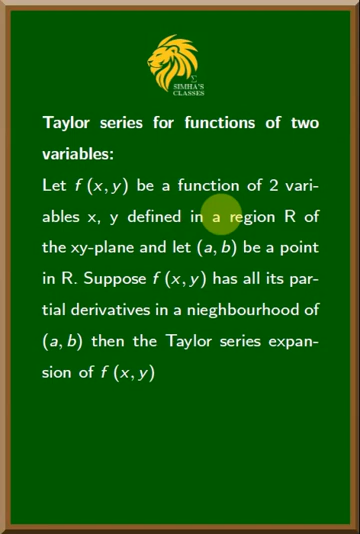 Σ
SIMHA'S
CLASSES
Taylor series for functions of two
variables:
Let f (x, y) be a function of 2 vari-
ables x, y defined in a region R of
the xy-plane and let (a, b) be a point
in R. Suppose f (x, y) has all its par-
tial derivatives in a nieghbourhood of
(a, b) then the Taylor series expan-
sion of f (x, y)